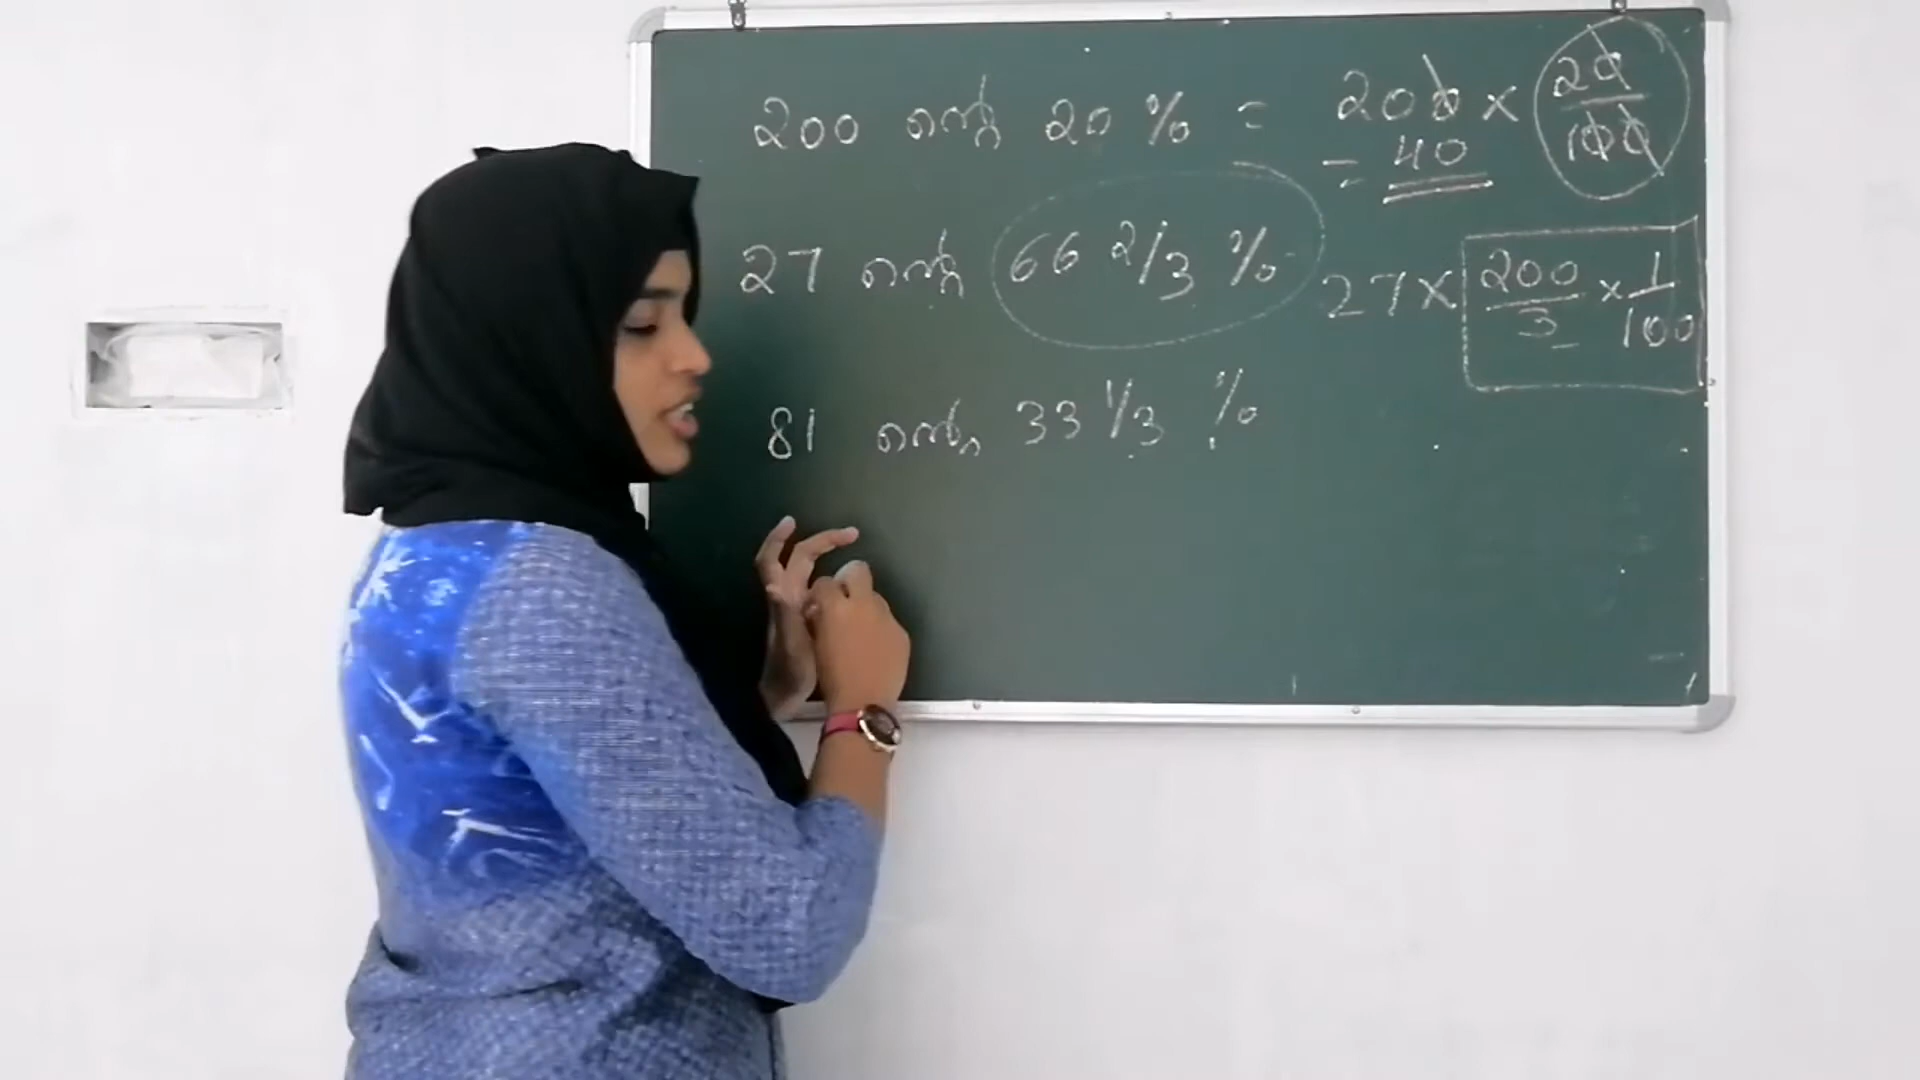 200 ന്റെ 20 % = 200 × 20/100
= 40
27 ന്റെ 66 2/3 % 27 × 200/3 × 1/100
81 ന്റെ 33 1/3 %